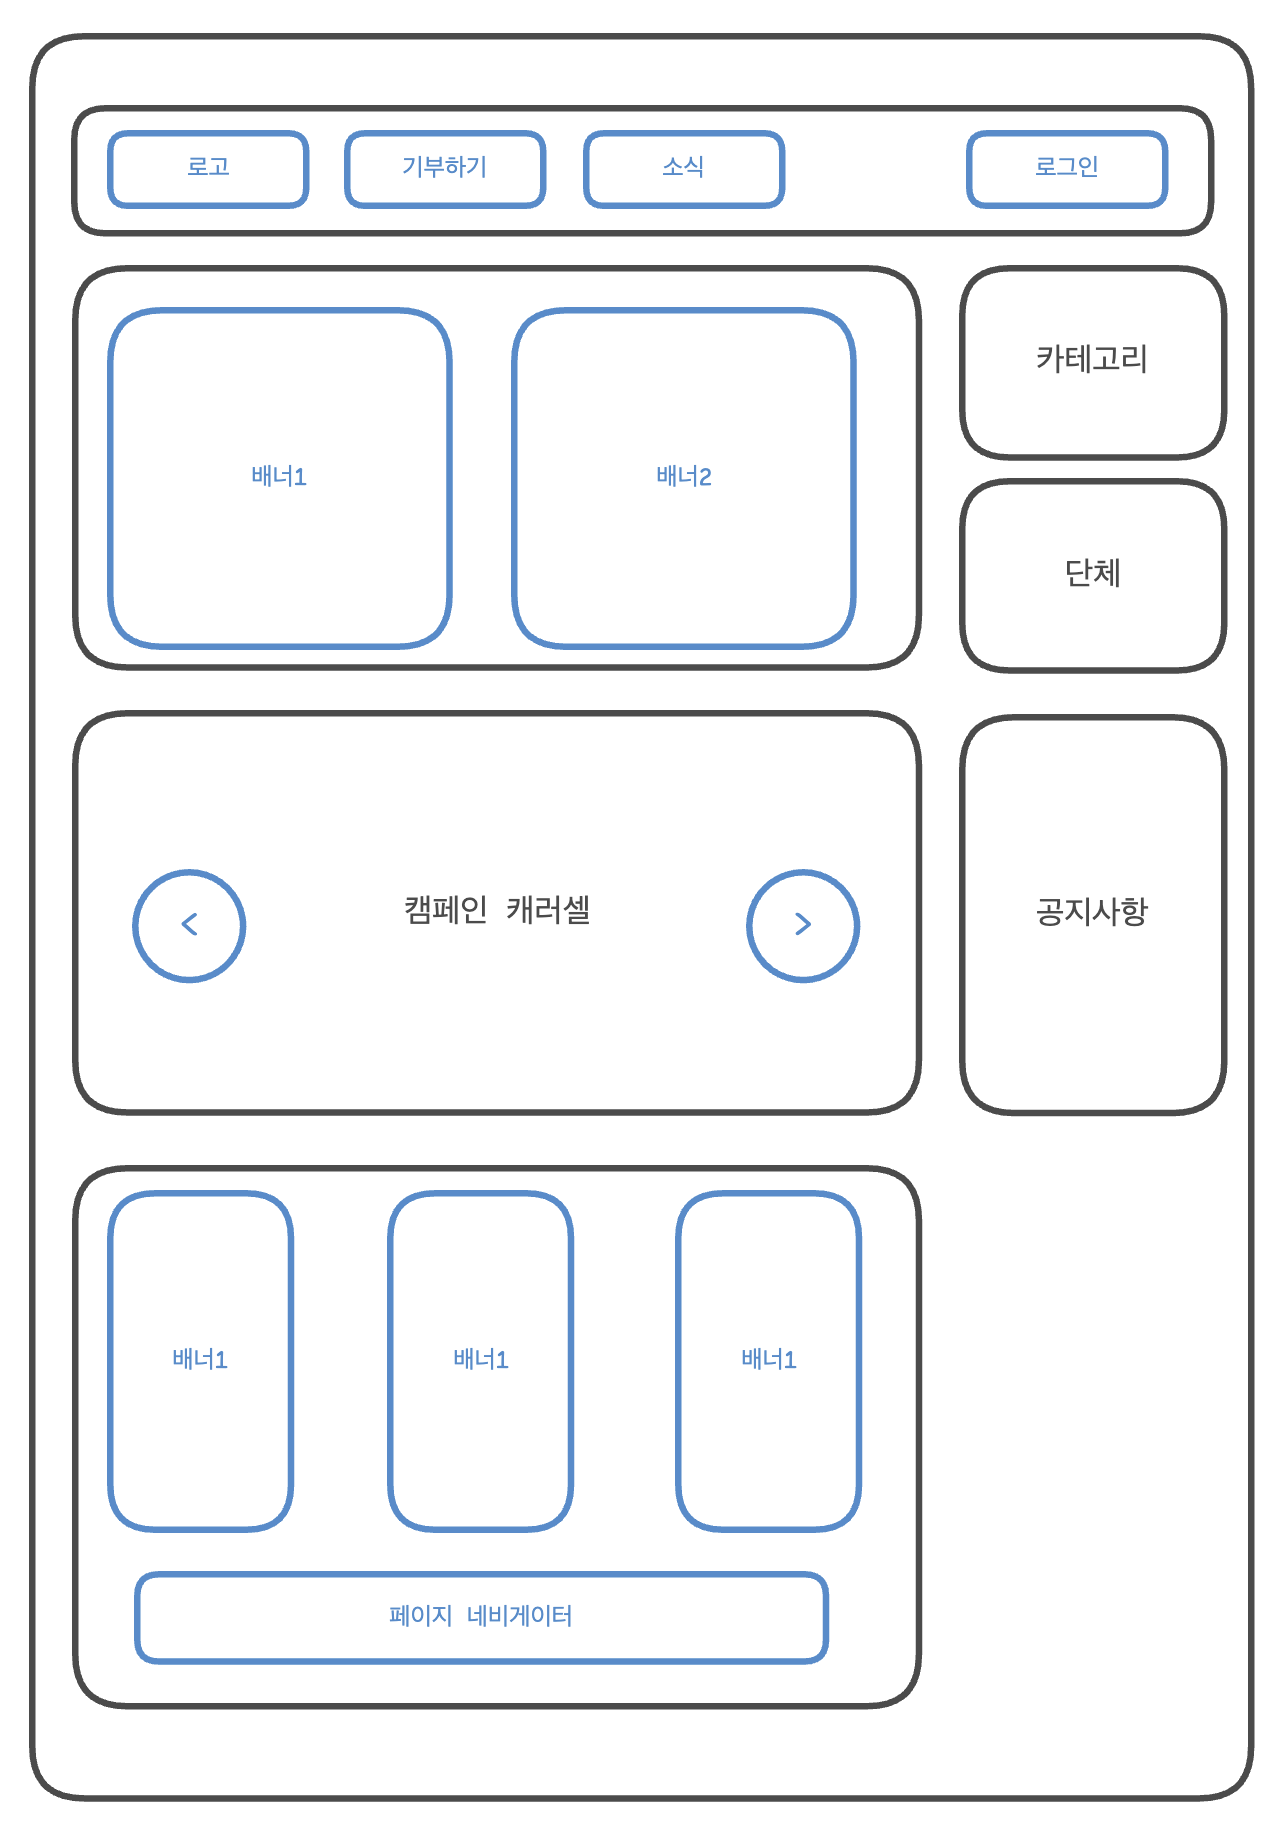 로고
기부하기
소식
로그인
배너1
배너2
카테고리
단체
<
캠페인 캐러셀
>
공지사항
배너1
배너1
배너1
페이지 네비게이터